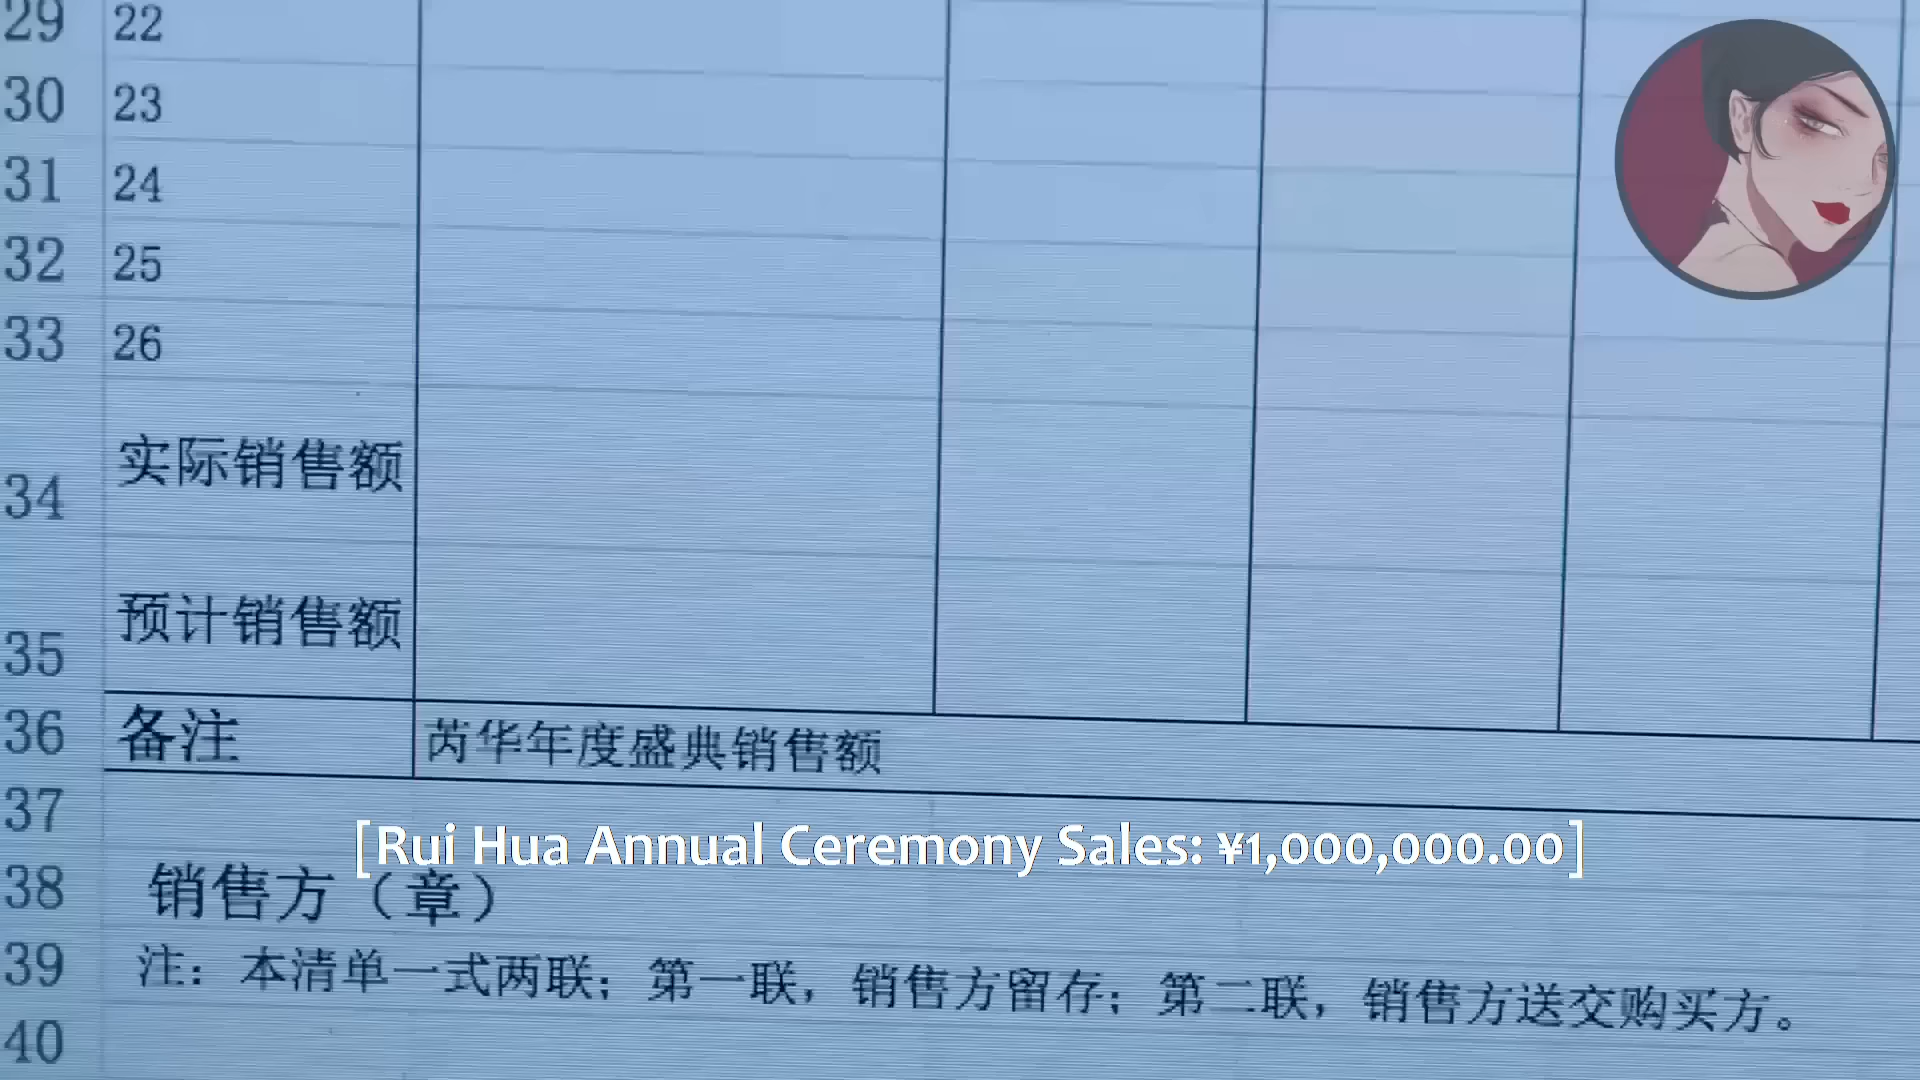 29 22
30 23
31 24
32 25
33 26
34 实际销售额
35 预计销售额
36 备注 芮华年度盛典销售额
37
[Rui Hua Annual Ceremony Sales: ¥1,000,000.00]
38 销售方（章）
39 注：本清单一式两联；第一联，销售方留存；第二联，销售方送交购买方。
40